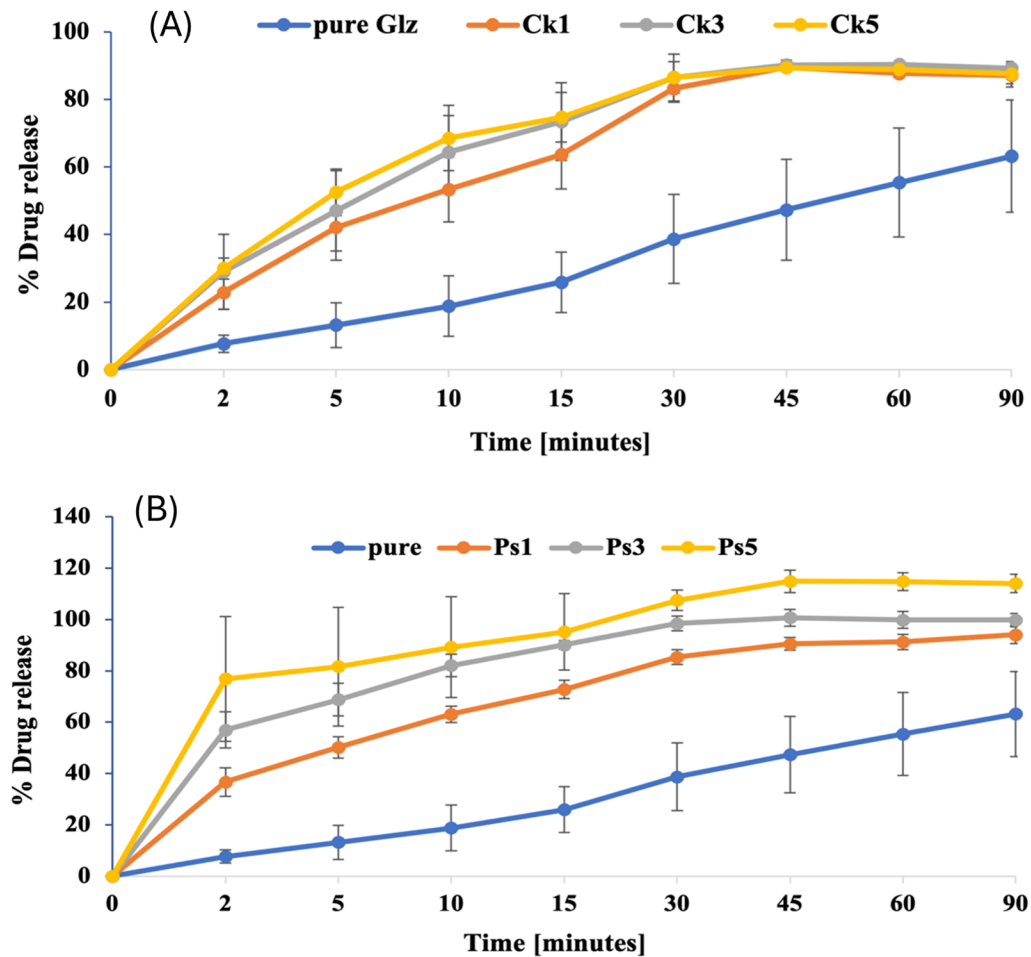 (A)
pure Glz Ck1 Ck3 Ck5
100
80
60
40
20
0
% Drug release
0 2 5 10 15 30 45 60 90
Time [minutes]
(B)
pure Ps1 Ps3 Ps5
140
120
100
80
60
40
20
0
% Drug release
0 2 5 10 15 30 45 60 90
Time [minutes]